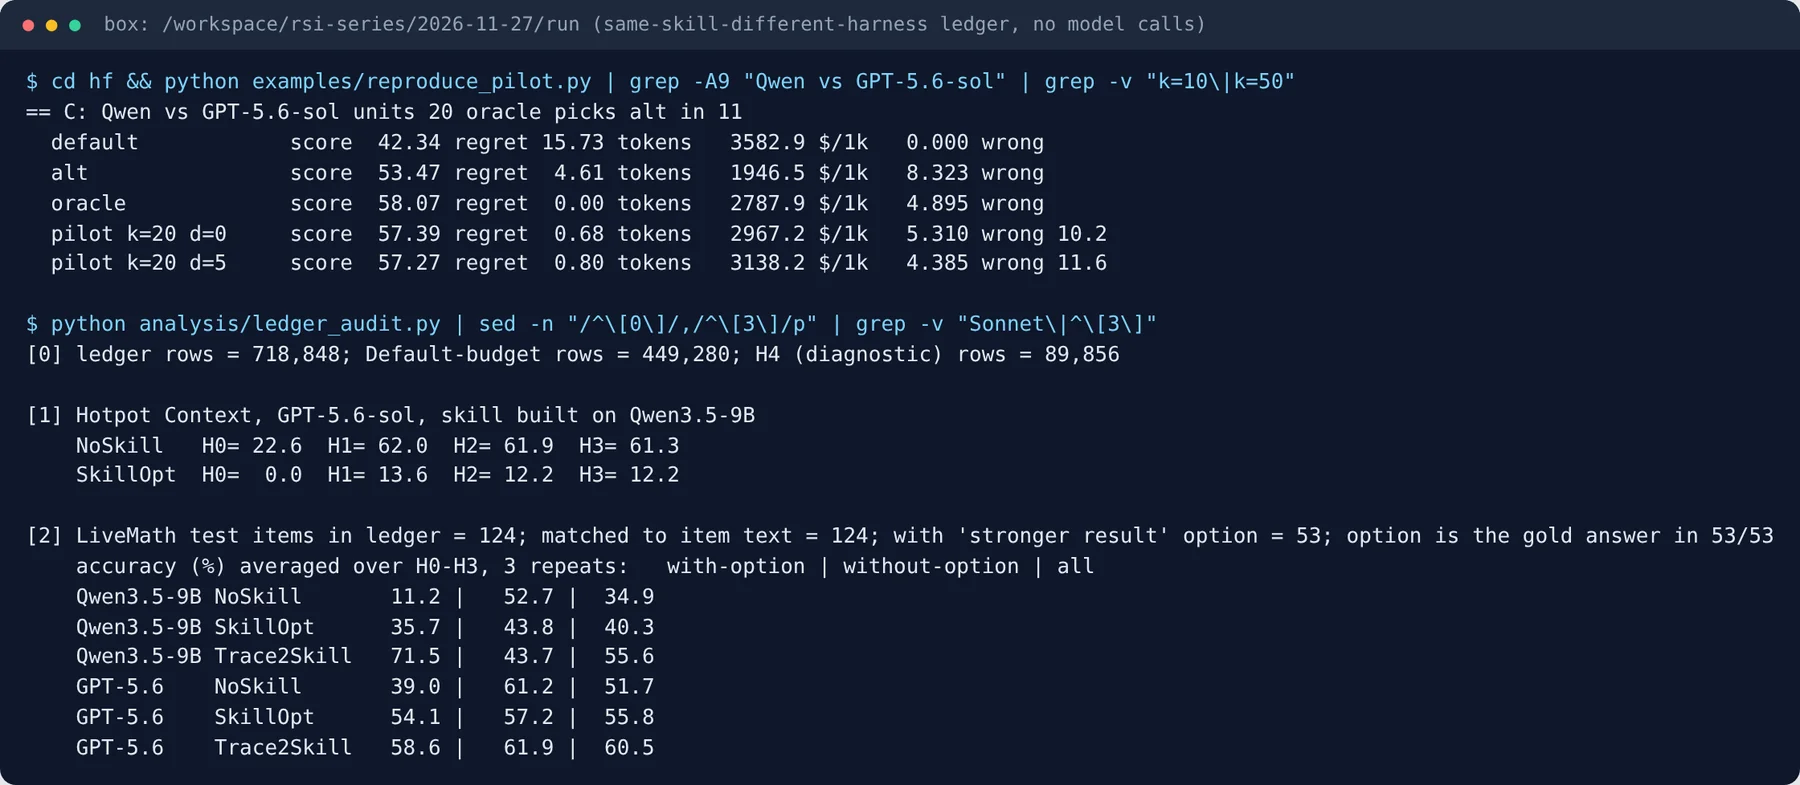 box: /workspace/rsi-series/2026-11-27/run (same-skill-different-harness ledger, no model calls)
$ cd hf && python examples/reproduce_pilot.py | grep -A9 "Qwen vs GPT-5.6-sol" | grep -v "k=10\|k=50"
== C: Qwen vs GPT-5.6-sol units 20 oracle picks alt in 11
  default            score  42.34 regret 15.73 tokens   3582.9 $/1k   0.000 wrong
  alt                score  53.47 regret  4.61 tokens   1946.5 $/1k   8.323 wrong
  oracle             score  58.07 regret  0.00 tokens   2787.9 $/1k   4.895 wrong
  pilot k=20 d=0     score  57.39 regret  0.68 tokens   2967.2 $/1k   5.310 wrong 10.2
  pilot k=20 d=5     score  57.27 regret  0.80 tokens   3138.2 $/1k   4.385 wrong 11.6
$ python analysis/ledger_audit.py | sed -n "/^\[0\]/,/^\[3\]/p" | grep -v "Sonnet\|^\[3\]"
[0] ledger rows = 718,848; Default-budget rows = 449,280; H4 (diagnostic) rows = 89,856
[1] Hotpot Context, GPT-5.6-sol, skill built on Qwen3.5-9B
    NoSkill   H0= 22.6  H1= 62.0  H2= 61.9  H3= 61.3
    SkillOpt  H0=  0.0  H1= 13.6  H2= 12.2  H3= 12.2
[2] LiveMath test items in ledger = 124; matched to item text = 124; with 'stronger result' option = 53; option is the gold answer in 53/53
    accuracy (%) averaged over H0-H3, 3 repeats:   with-option | without-option | all
    Qwen3.5-9B NoSkill       11.2 |   52.7 |  34.9
    Qwen3.5-9B SkillOpt      35.7 |   43.8 |  40.3
    Qwen3.5-9B Trace2Skill   71.5 |   43.7 |  55.6
    GPT-5.6    NoSkill       39.0 |   61.2 |  51.7
    GPT-5.6    SkillOpt      54.1 |   57.2 |  55.8
    GPT-5.6    Trace2Skill   58.6 |   61.9 |  60.5